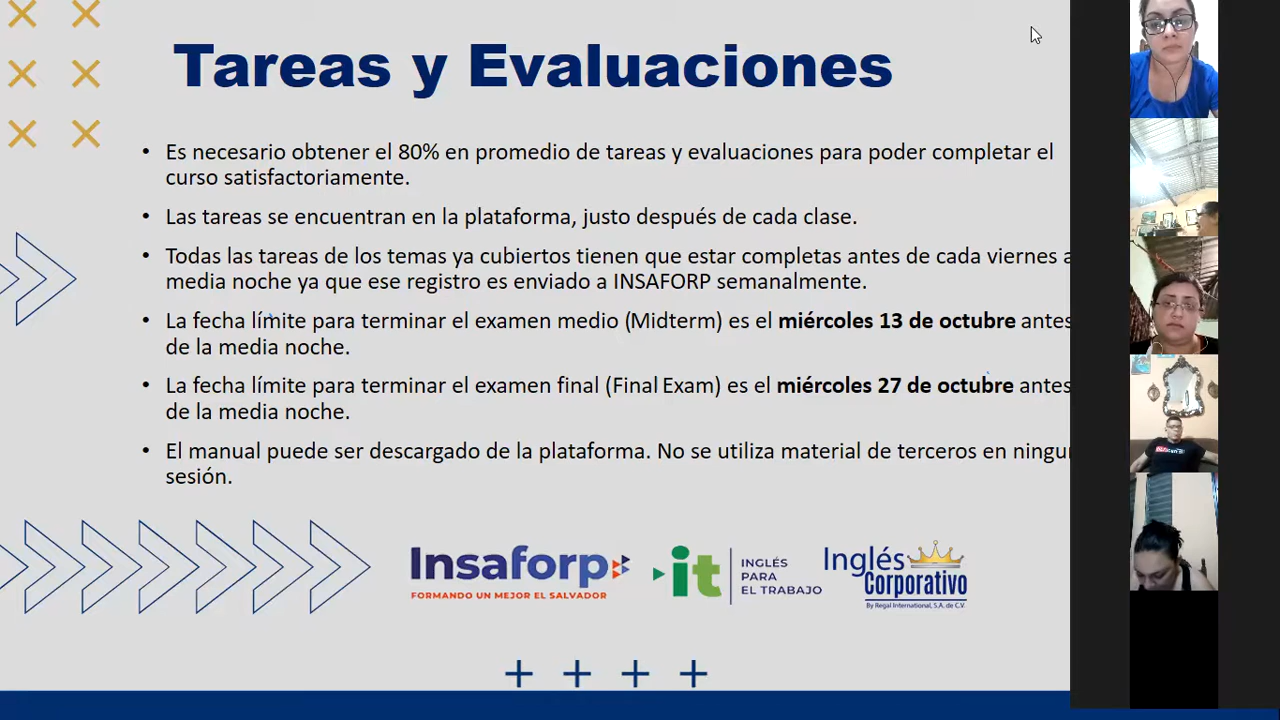 Tareas y Evaluaciones
• Es necesario obtener el 80% en promedio de tareas y evaluaciones para poder completar el
curso satisfactoriamente.
• Las tareas se encuentran en la plataforma, justo después de cada clase.
• Todas las tareas de los temas ya cubiertos tienen que estar completas antes de cada viernes a
media noche ya que ese registro es enviado a INSAFORP semanalmente.
• La fecha límite para terminar el examen medio (Midterm) es el miércoles 13 de octubre antes
de la media noche.
• La fecha límite para terminar el examen final (Final Exam) es el miércoles 27 de octubre antes
de la media noche.
• El manual puede ser descargado de la plataforma. No se utiliza material de terceros en ningu
sesión.
Insaforp
FORMANDO UN MEJOR EL SALVADOR
it
INGLÉS
PARA
EL TRABAJO
Inglés
Corporativo
By Regal International, S.A. de C.V.